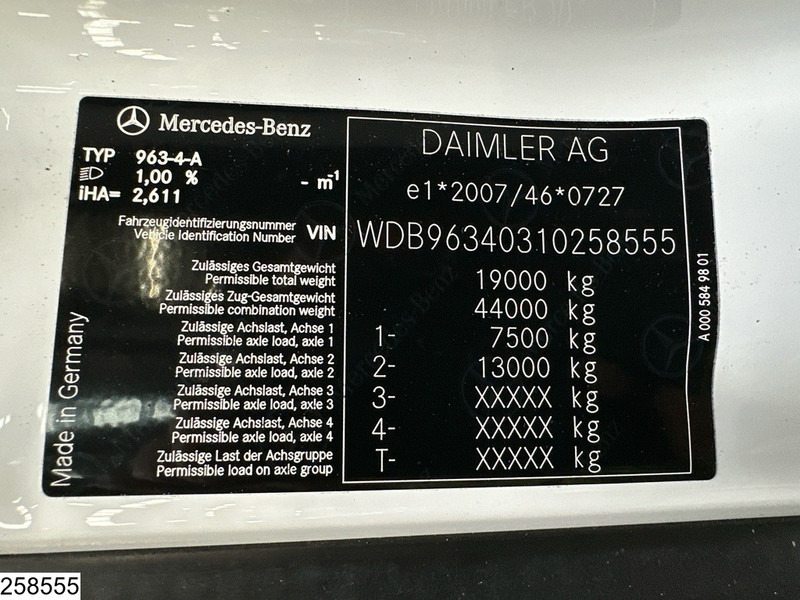 Mercedes-Benz
TYP 963-4-A
1,00 % - m-1
iHA= 2,611
Fahrzeugidentifizierungsnummer
Vehicle Identification Number VIN
Zulässiges Gesamtgewicht
Permissible total weight
Zulässiges Zug-Gesamtgewicht
Permissible combination weight
Zulässige Achslast, Achse 1
Permissible axle load, axle 1
Zulässige Achslast, Achse 2
Permissible axle load, axle 2
Zulässige Achslast, Achse 3
Permissible axle load, axle 3
Zulässige Achslast, Achse 4
Permissible axle load, axle 4
Zulässige Last der Achsgruppe
Permissible load on axle group
Made in Germany
DAIMLER AG
e1*2007/46*0727
WDB96340310258555
19000 kg
44000 kg
1- 7500 kg
2- 13000 kg
3- XXXXX kg
4- XXXXX kg
T- XXXXX kg
A 000 584 98 01
258555